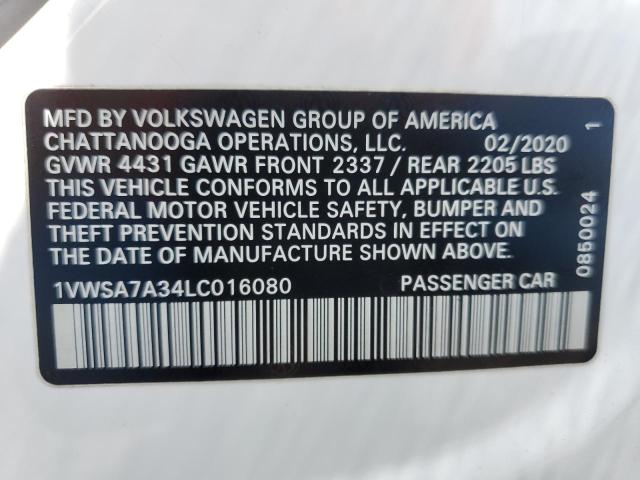 MFD BY VOLKSWAGEN GROUP OF AMERICA
CHATTANOOGA OPERATIONS, LLC. 02/2020
GVWR 4431 GAWR FRONT 2337 / REAR 2205 LBS
THIS VEHICLE CONFORMS TO ALL APPLICABLE U.S.
FEDERAL MOTOR VEHICLE SAFETY, BUMPER AND
THEFT PREVENTION STANDARDS IN EFFECT ON
THE DATE OF MANUFACTURE SHOWN ABOVE.
1VWSA7A34LC016080 PASSENGER CAR
0850024 1